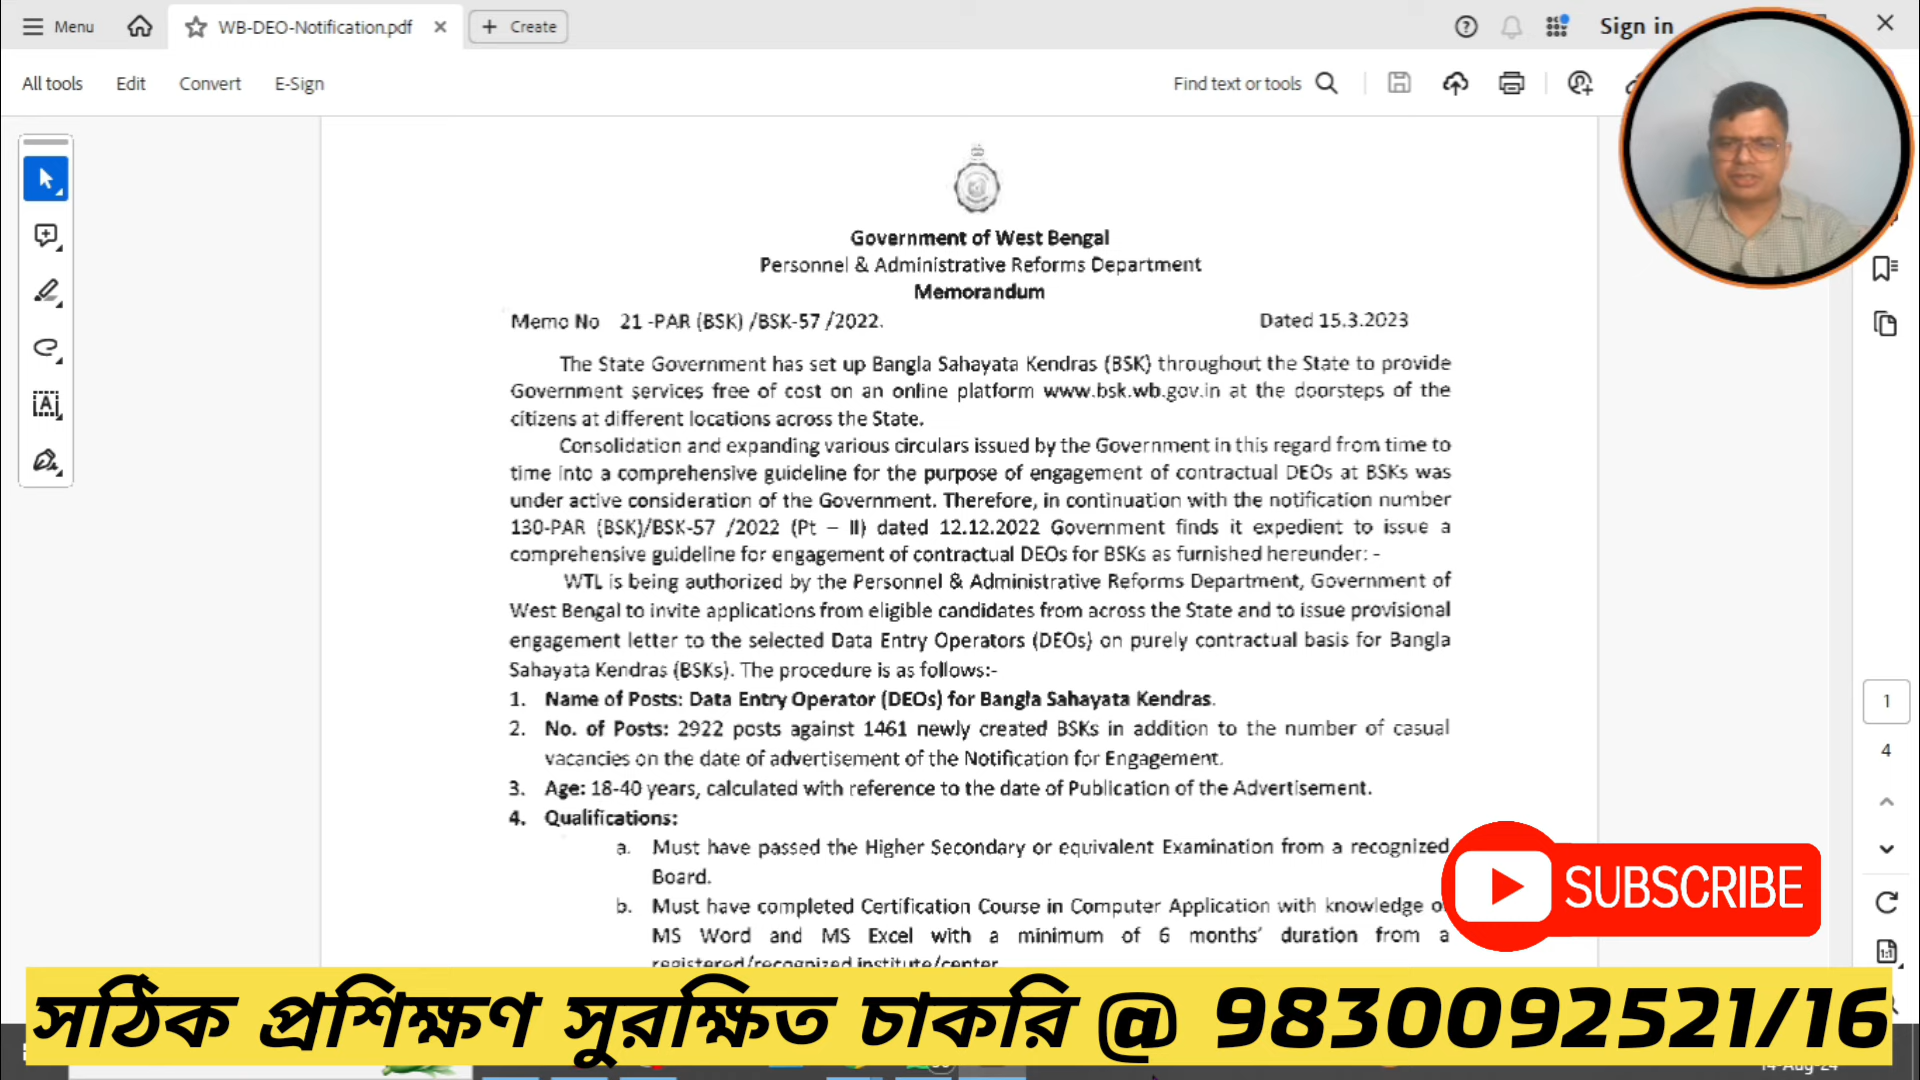 Menu
WB-DEO-Notification.pdf
Create
Sign in
All tools
Edit
Convert
E-Sign
Find text or tools
Government of West Bengal
Personnel & Administrative Reforms Department
Memorandum
Memo No 21 -PAR (BSK) /BSK-57 /2022.
Dated 15.3.2023
The State Government has set up Bangla Sahayata Kendras (BSK) throughout the State to provide
Government services free of cost on an online platform www.bsk.wb.gov.in at the doorsteps of the
citizens at different locations across the State.
Consolidation and expanding various circulars issued by the Government in this regard from time to
time into a comprehensive guideline for the purpose of engagement of contractual DEOs at BSKs was
under active consideration of the Government. Therefore, in continuation with the notification number
130-PAR (BSK)/BSK-57 /2022 (Pt – II) dated 12.12.2022 Government finds it expedient to issue a
comprehensive guideline for engagement of contractual DEOs for BSKs as furnished hereunder: -
WTL is being authorized by the Personnel & Administrative Reforms Department, Government of
West Bengal to invite applications from eligible candidates from across the State and to issue provisional
engagement letter to the selected Data Entry Operators (DEOs) on purely contractual basis for Bangla
Sahayata Kendras (BSKs). The procedure is as follows:-
1. Name of Posts: Data Entry Operator (DEOs) for Bangla Sahayata Kendras.
2. No. of Posts: 2922 posts against 1461 newly created BSKs in addition to the number of casual
vacancies on the date of advertisement of the Notification for Engagement.
3. Age: 18-40 years, calculated with reference to the date of Publication of the Advertisement.
4. Qualifications:
a. Must have passed the Higher Secondary or equivalent Examination from a recognized
Board.
b. Must have completed Certification Course in Computer Application with knowledge o
MS Word and MS Excel with a minimum of 6 months' duration from a
registered/recognized institute/center
1
4
SUBSCRIBE
সঠিক প্রশিক্ষণ সুরক্ষিত চাকরি @ 9830092521/16
14-Aug-24